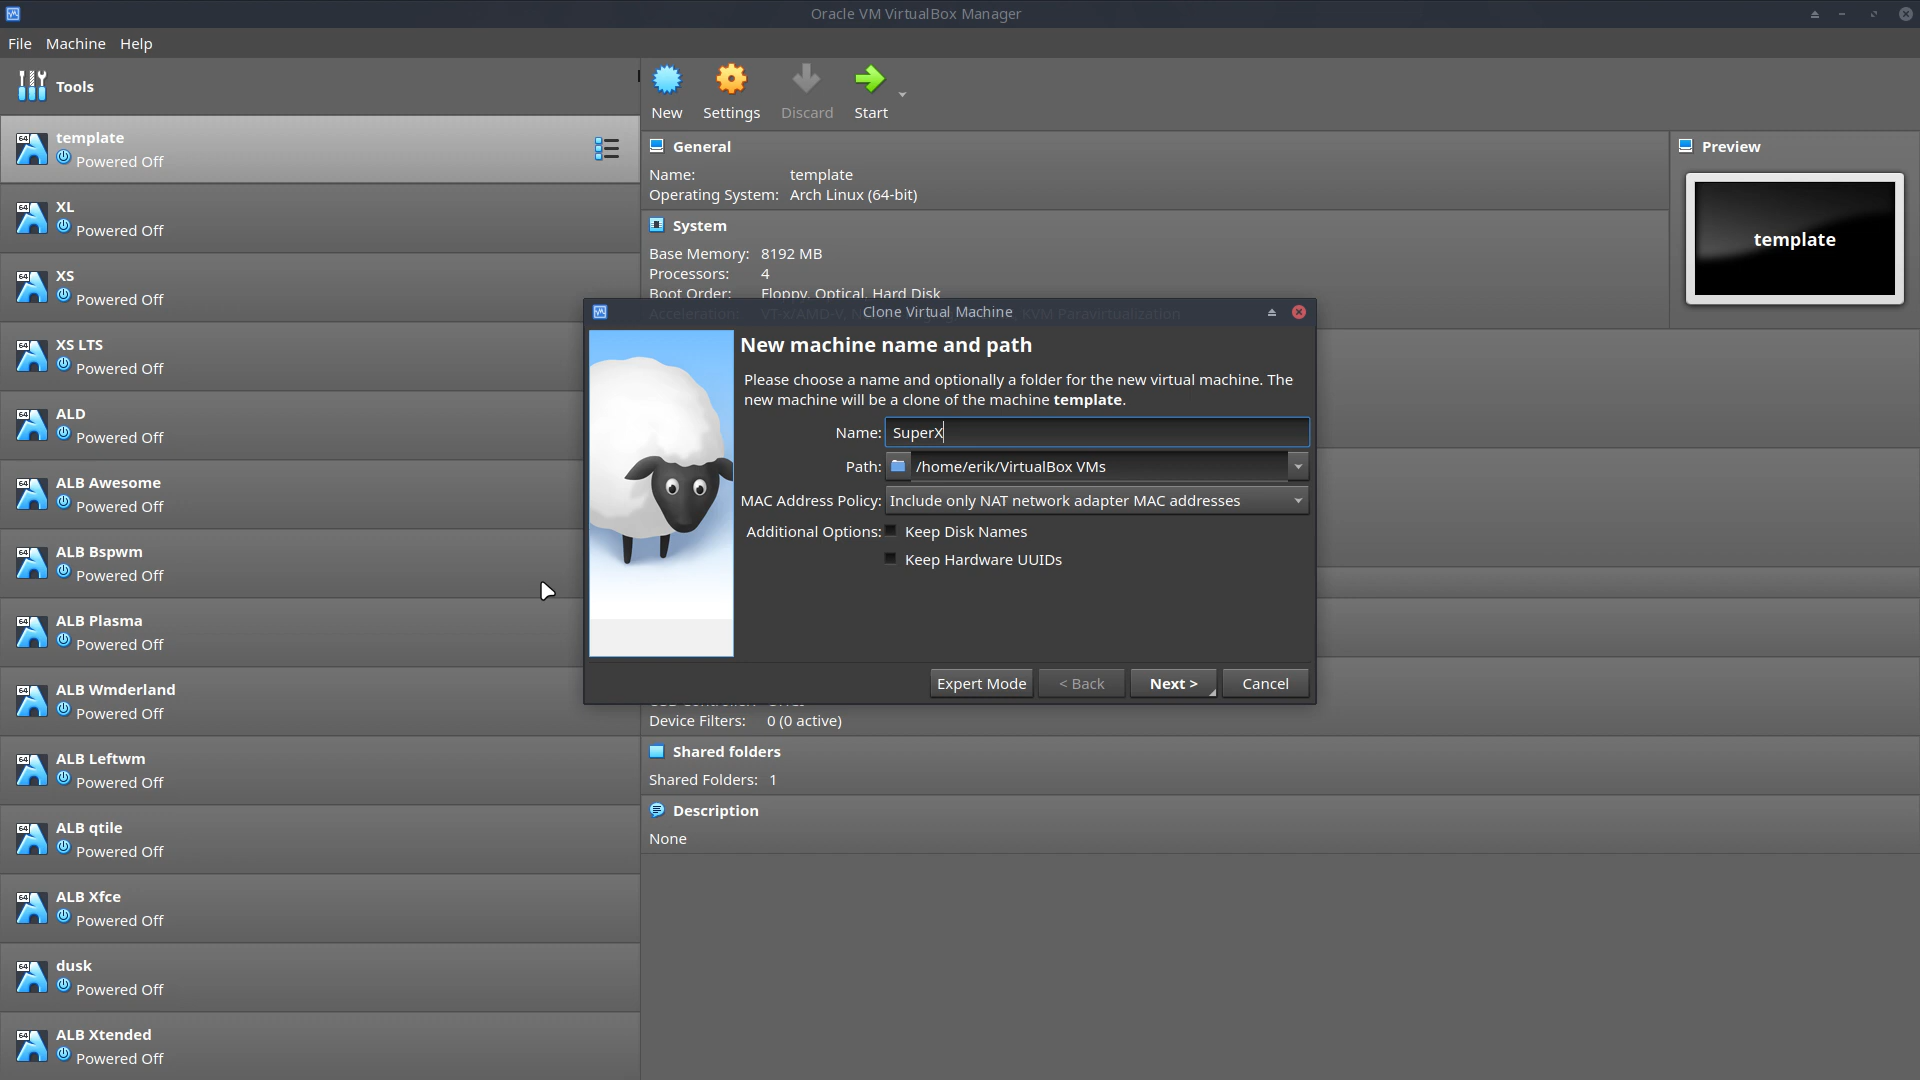 Oracle VM VirtualBox Manager
File Machine Help
Tools
template
Powered Off
XL
Powered Off
XS
Powered Off
XS LTS
Powered Off
ALD
Powered Off
ALB Awesome
Powered Off
ALB Bspwm
Powered Off
ALB Plasma
Powered Off
ALB Wmderland
Powered Off
ALB Leftwm
Powered Off
ALB qtile
Powered Off
ALB Xfce
Powered Off
dusk
Powered Off
ALB Xtended
Powered Off
New Settings Discard Start
General
Name: template
Operating System: Arch Linux (64-bit)
System
Base Memory: 8192 MB
Processors: 4
Boot Order: Floppy, Optical, Hard Disk
Preview
template
Clone Virtual Machine
New machine name and path
Please choose a name and optionally a folder for the new virtual machine. The
new machine will be a clone of the machine template.
Name: SuperX
Path: /home/erik/VirtualBox VMs
MAC Address Policy: Include only NAT network adapter MAC addresses
Additional Options: Keep Disk Names
Keep Hardware UUIDs
Expert Mode < Back Next > Cancel
Device Filters: 0 (0 active)
Shared folders
Shared Folders: 1
Description
None